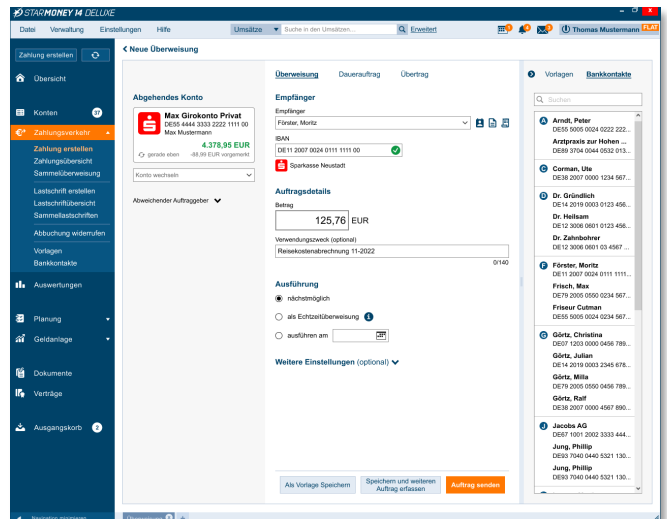 STARMONEY 14 DELUXE
Datei Verwaltung Einstellungen Hilfe Umsätze Suche in den Umsätzen... Erweitert Thomas Mustermann FLAT
Zahlung erstellen
Übersicht
Konten 37
Zahlungsverkehr
Zahlung erstellen
Zahlungsübersicht
Sammelüberweisung
Lastschrift erstellen
Lastschriftübersicht
Sammellastschriften
Abbuchung widerrufen
Vorlagen
Bankkontakte
Auswertungen
Planung
Geldanlage
Dokumente
Verträge
Ausgangskorb 2
Navigation minimieren
Neue Überweisung
Abgehendes Konto
Max Girokonto Privat
DE55 4444 3333 2222 1111 00
Max Mustermann
4.378,95 EUR
gerade eben -88,99 EUR vorgemerkt
Konto wechseln
Abweichender Auftraggeber
Überweisung Dauerauftrag Übertrag
Empfänger
Empfänger
Förster, Moritz
IBAN
DE11 2007 0024 0111 1111 00
Sparkasse Neustadt
Auftragsdetails
Betrag
125,76 EUR
Verwendungszweck (optional)
Reisekostenabrechnung 11-2022
0/140
Ausführung
nächstmöglich
als Echtzeitüberweisung
ausführen am
Weitere Einstellungen (optional)
Als Vorlage Speichern
Speichern und weiteren
Auftrag erfassen
Auftrag senden
Vorlagen Bankkontakte
Suchen
A Arndt, Peter
DE55 5005 0024 0222 222...
Arztpraxis zur Hohen ...
DE89 3704 0044 0532 013...
C Corman, Ute
DE38 2007 0000 1234 567...
D Dr. Gründlich
DE14 2019 0003 0123 456...
Dr. Heilsam
DE12 3006 0601 0123 456...
Dr. Zahnbohrer
DE12 3006 0601 03 4567 ...
F Förster, Moritz
DE11 2007 0024 0111 1111...
Frisch, Max
DE79 2005 0550 0234 567...
Friseur Cutman
DE55 5005 0024 0234 567...
G Görtz, Christina
DE07 1203 0000 0456 789...
Görtz, Julian
DE14 2019 0003 2345 678...
Görtz, Milla
DE79 2005 0550 0456 789...
Görtz, Ralf
DE38 2007 0000 4567 890...
J Jacobs AG
DE67 1001 2002 3333 444...
Jung, Phillip
DE93 7040 0440 5321 130...
Jung, Phillip
DE93 7040 0440 5321 130...